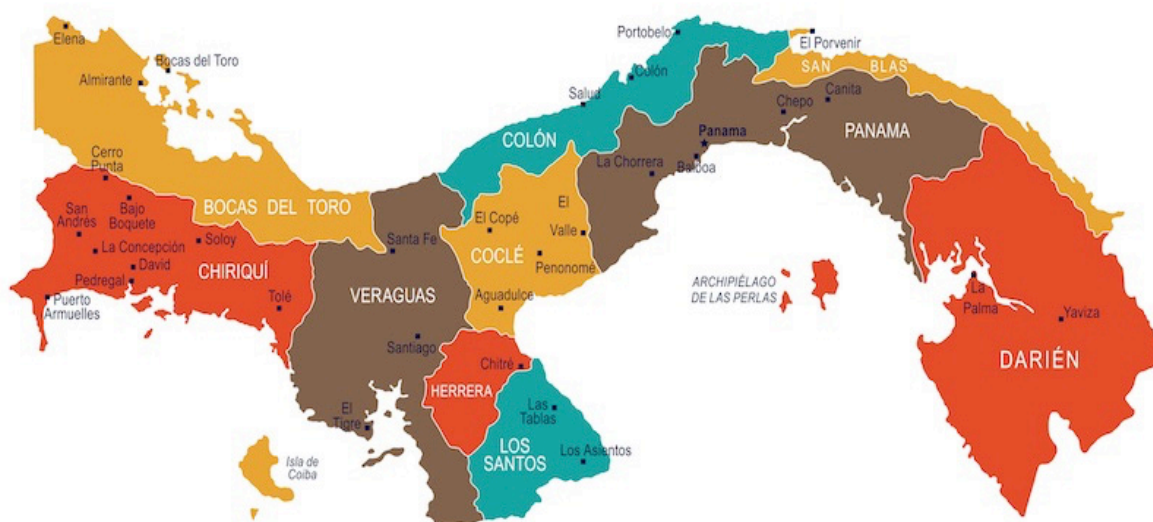 Elena
Bocas del Toro
Almirante
Cerro
Punta
BOCAS DEL TORO
San
Andrés
Bajo
Boquete
La Concepción
Soloy
David
Pedregal
CHIRIQUÍ
Puerto
Armuelles
Tolé
Santa Fe
VERAGUAS
Santiago
El
Tigre
Isla de
Coiba
Portobelo
Colón
Salud
COLÓN
El Copé
El
Valle
COCLÉ
Penonomé
Aguadulce
Chitré
HERRERA
Las
Tablas
LOS
SANTOS
Los Asientos
El Porvenir
SAN BLAS
Chepo
Canita
PANAMA
Panama
Balboa
La Chorrera
ARCHIPIÉLAGO
DE LAS PERLAS
La
Palma
Yaviza
DARIÉN